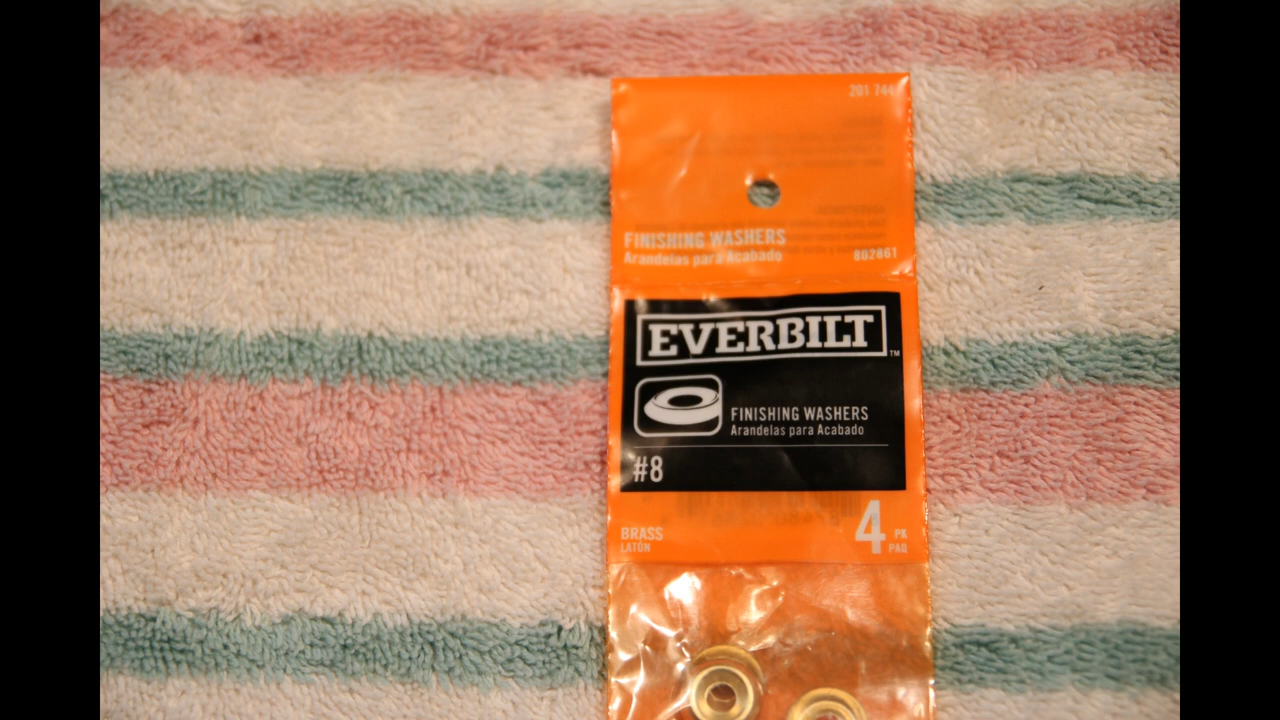 201 744
FINISHING WASHERS
Arandelas para Acabado
802861
EVERBILT
TM
FINISHING WASHERS
Arandelas para Acabado
#8
BRASS
LATÓN
4 PK
PAQ